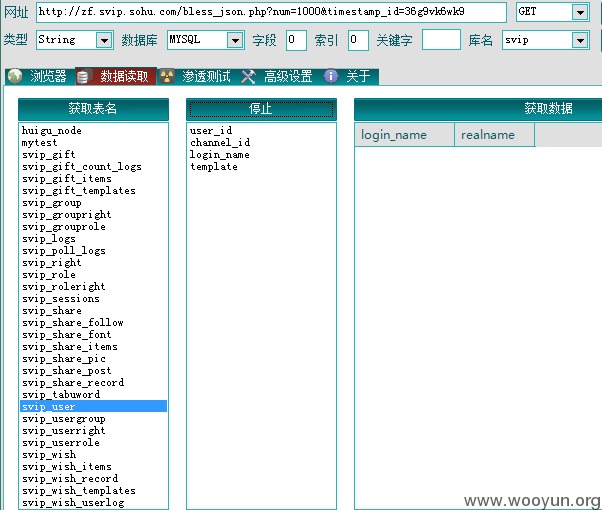 网址 http://zf.svip.sohu.com/bless_json.php?num=1000&timestamp_id=36g9vk6wk9 GET
类型 String 数据库 MYSQL 字段 0 索引 0 关键字 库名 svip
浏览器 数据读取 渗透测试 高级设置 关于
获取表名 停止 获取数据
huigu_node
mytest
svip_gift
svip_gift_count_logs
svip_gift_items
svip_gift_templates
svip_group
svip_groupright
svip_grouprole
svip_logs
svip_poll_logs
svip_right
svip_role
svip_roleright
svip_sessions
svip_share
svip_share_follow
svip_share_font
svip_share_items
svip_share_pic
svip_share_post
svip_share_record
svip_tabuword
svip_user
svip_usergroup
svip_userright
svip_userrole
svip_wish
svip_wish_items
svip_wish_record
svip_wish_templates
svip_wish_userlog
user_id
channel_id
login_name
template
login_name realname
www.wooyun.org